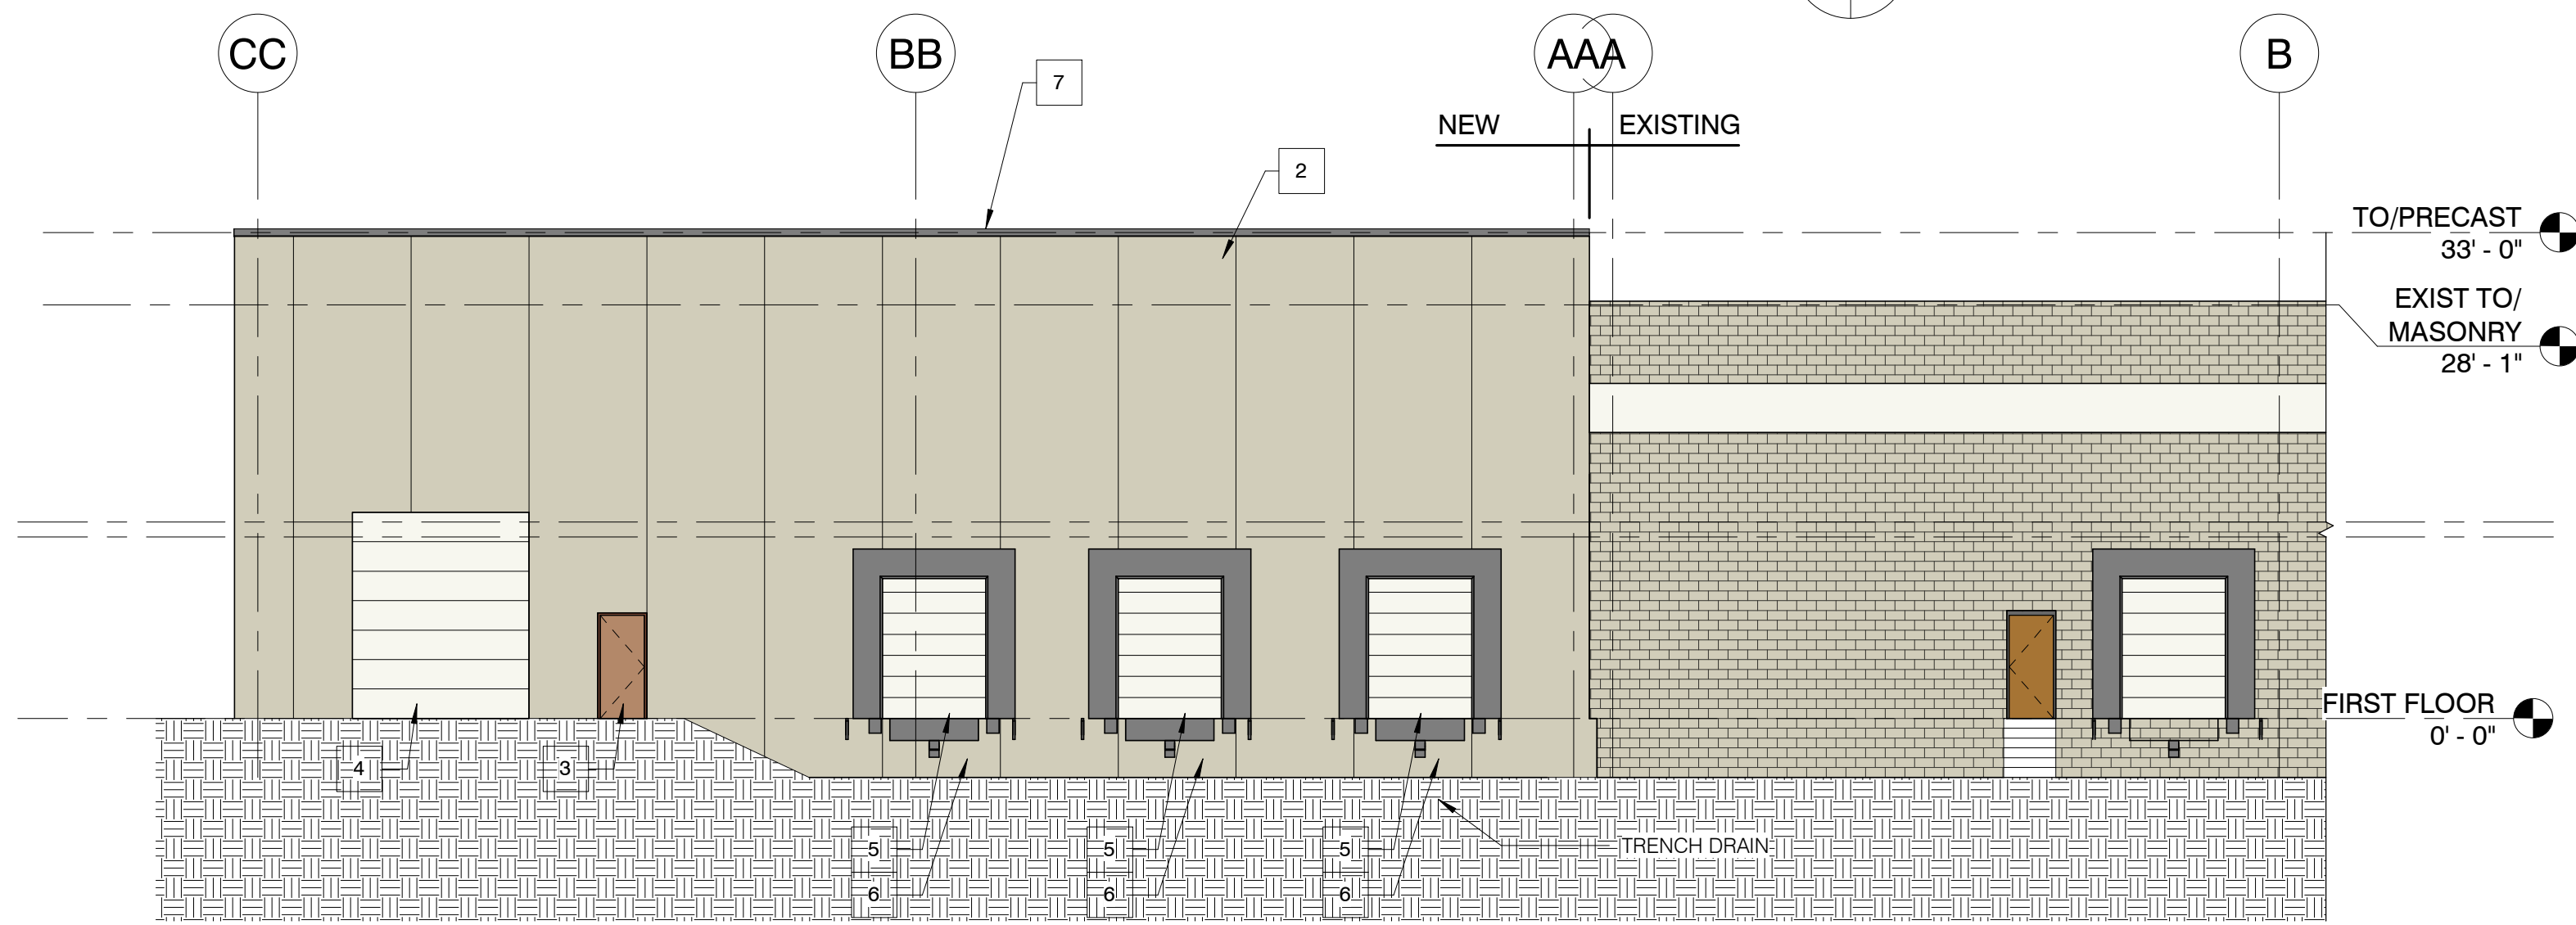 CC
BB
AA
A
B
7
NEW
EXISTING
2
TO/PRECAST
33' - 0"
EXIST TO/
MASONRY
28' - 1"
FIRST FLOOR
0' - 0"
4
3
5
5
5
TRENCH DRAIN
6
6
6